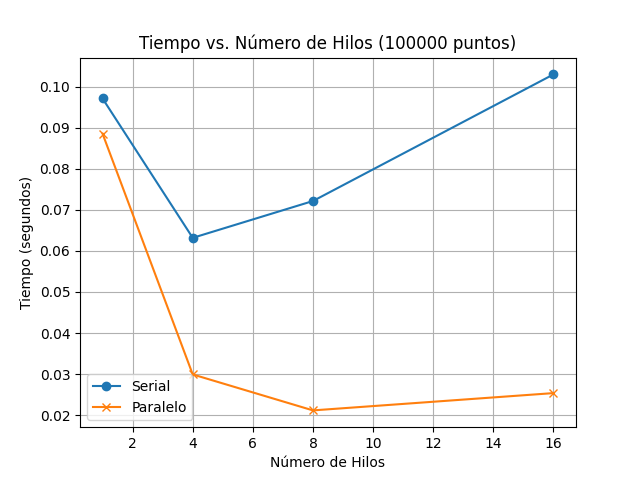 Tiempo vs. Número de Hilos (100000 puntos)
Tiempo (segundos)
0.10
0.09
0.08
0.07
0.06
0.05
0.04
0.03
0.02
Serial
Paralelo
2 4 6 8 10 12 14 16
Número de Hilos